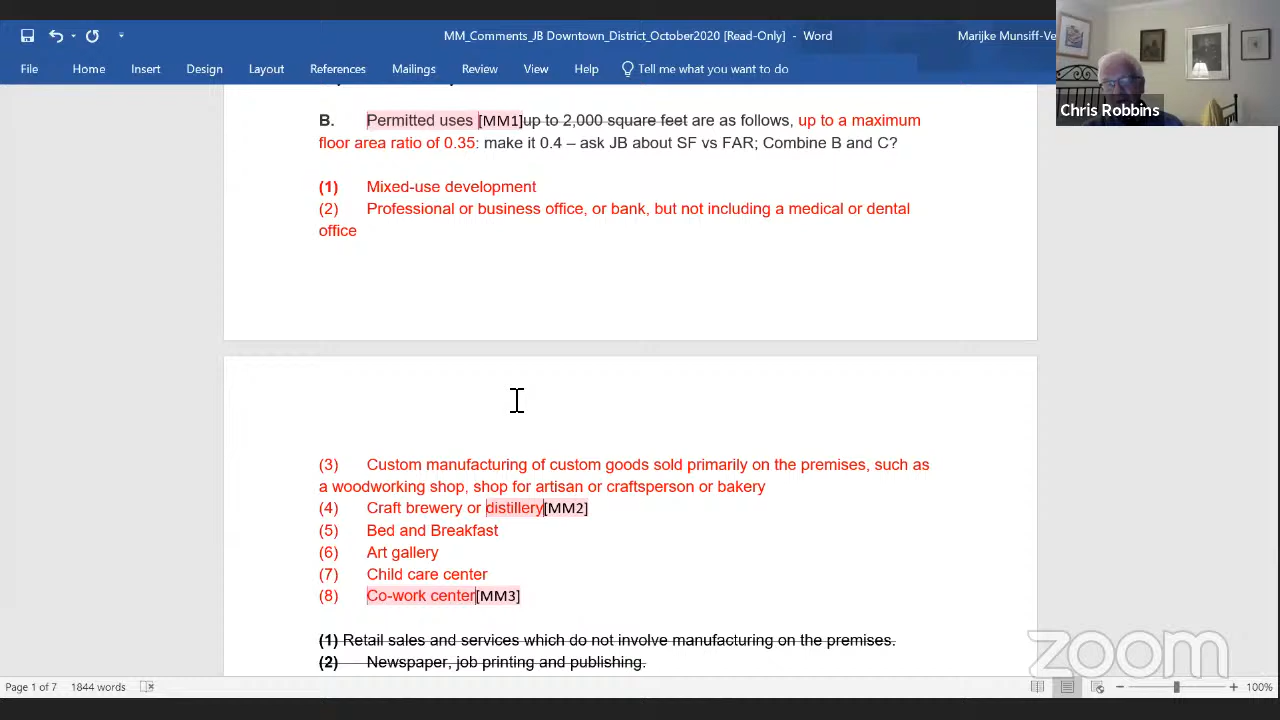 MM_Comments_JB Downtown_District_October2020 [Read-Only] - Word
Marijke Munsiff-Ve
File Home Insert Design Layout References Mailings Review View Help Tell me what you want to do
Chris Robbins
B. Permitted uses [MM1]up to 2,000 square feet are as follows, up to a maximum
floor area ratio of 0.35: make it 0.4 – ask JB about SF vs FAR; Combine B and C?
(1) Mixed-use development
(2) Professional or business office, or bank, but not including a medical or dental
office
(3) Custom manufacturing of custom goods sold primarily on the premises, such as
a woodworking shop, shop for artisan or craftsperson or bakery
(4) Craft brewery or distillery[MM2]
(5) Bed and Breakfast
(6) Art gallery
(7) Child care center
(8) Co-work center[MM3]
(1) Retail sales and services which do not involve manufacturing on the premises.
(2) Newspaper, job printing and publishing.
zoom
Page 1 of 7 1844 words
100%